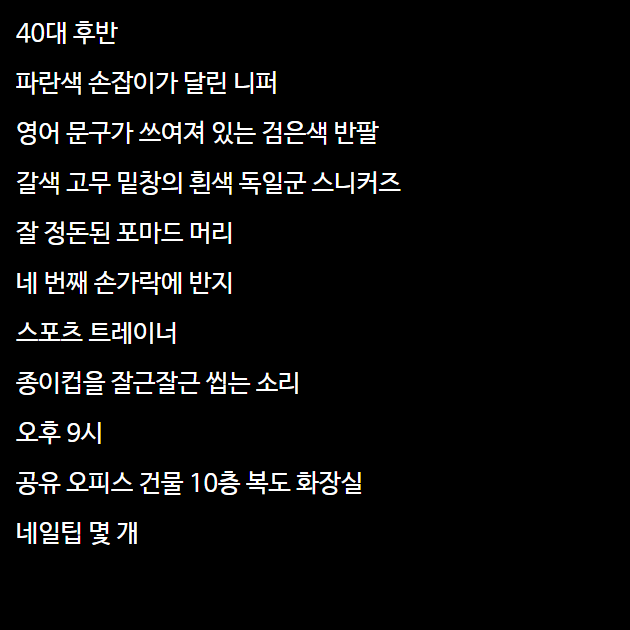 40대 후반
파란색 손잡이가 달린 니퍼
영어 문구가 쓰여져 있는 검은색 반팔
갈색 고무 밑창의 흰색 독일군 스니커즈
잘 정돈된 포마드 머리
네 번째 손가락에 반지
스포츠 트레이너
종이컵을 잘근잘근 씹는 소리
오후 9시
공유 오피스 건물 10층 복도 화장실
네일팁 몇 개